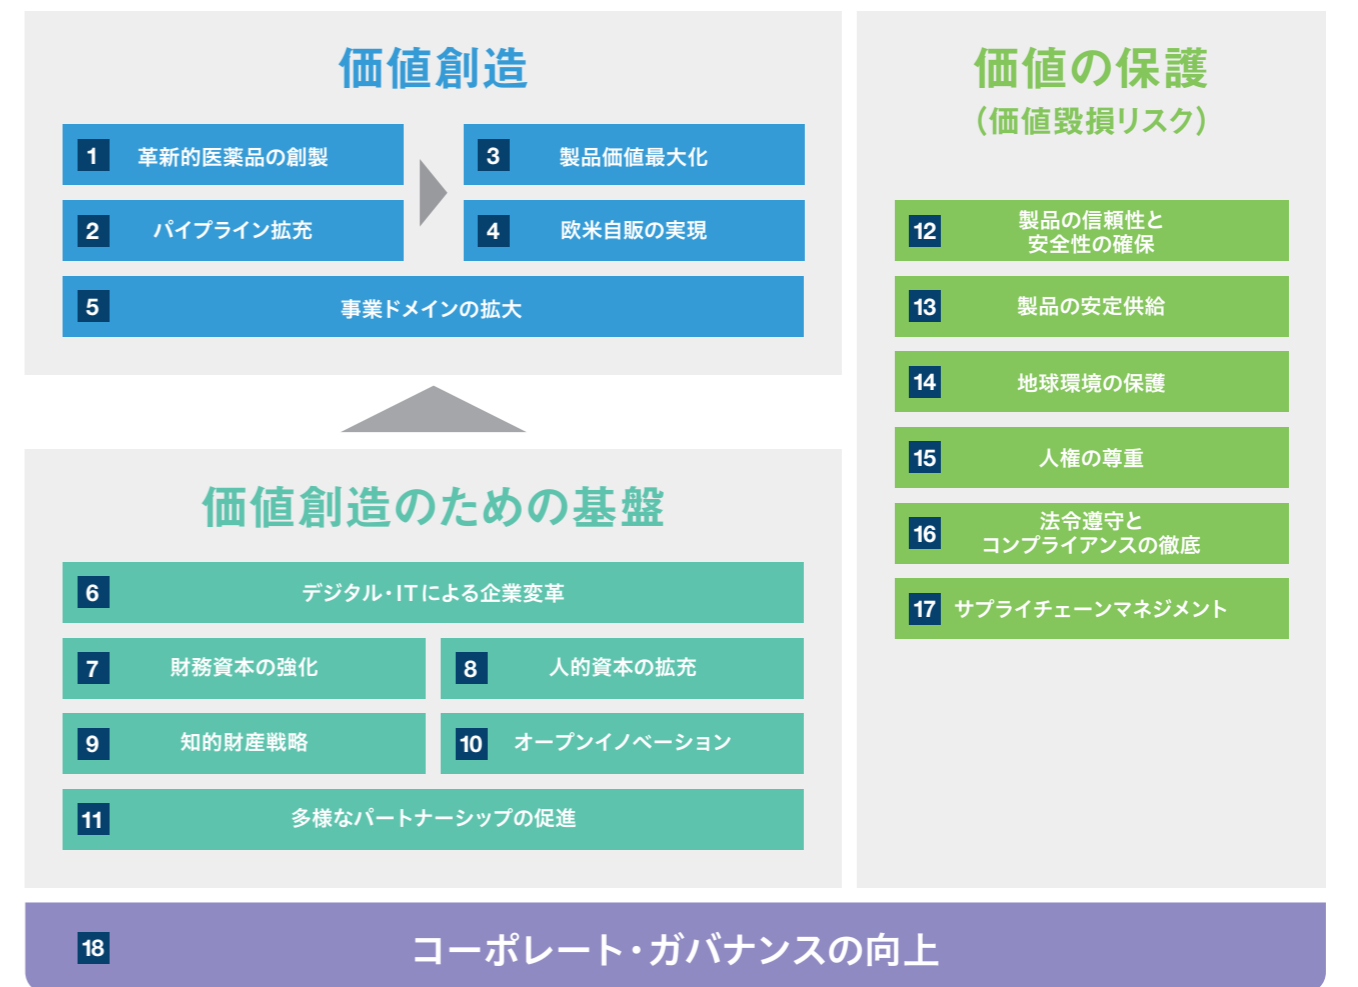 価値創造
1 革新的医薬品の創製
2 パイプライン拡充
3 製品価値最大化
4 欧米自販の実現
5 事業ドメインの拡大
価値創造のための基盤
6 デジタル・ITによる企業変革
7 財務資本の強化
8 人的資本の拡充
9 知的財産戦略
10 オープンイノベーション
11 多様なパートナーシップの促進
価値の保護
(価値毀損リスク)
12 製品の信頼性と
安全性の確保
13 製品の安定供給
14 地球環境の保護
15 人権の尊重
16 法令遵守と
コンプライアンスの徹底
17 サプライチェーンマネジメント
18 コーポレート・ガバナンスの向上